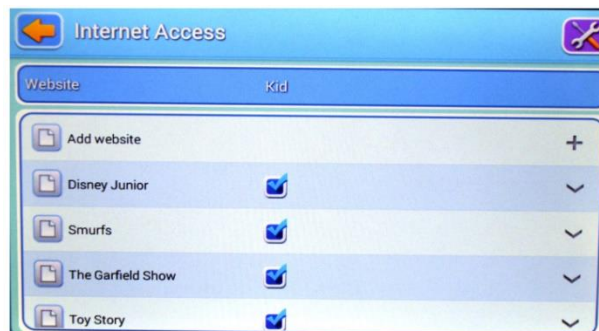 Internet Access
Website Kid
Add website
Disney Junior
Smurfs
The Garfield Show
Toy Story